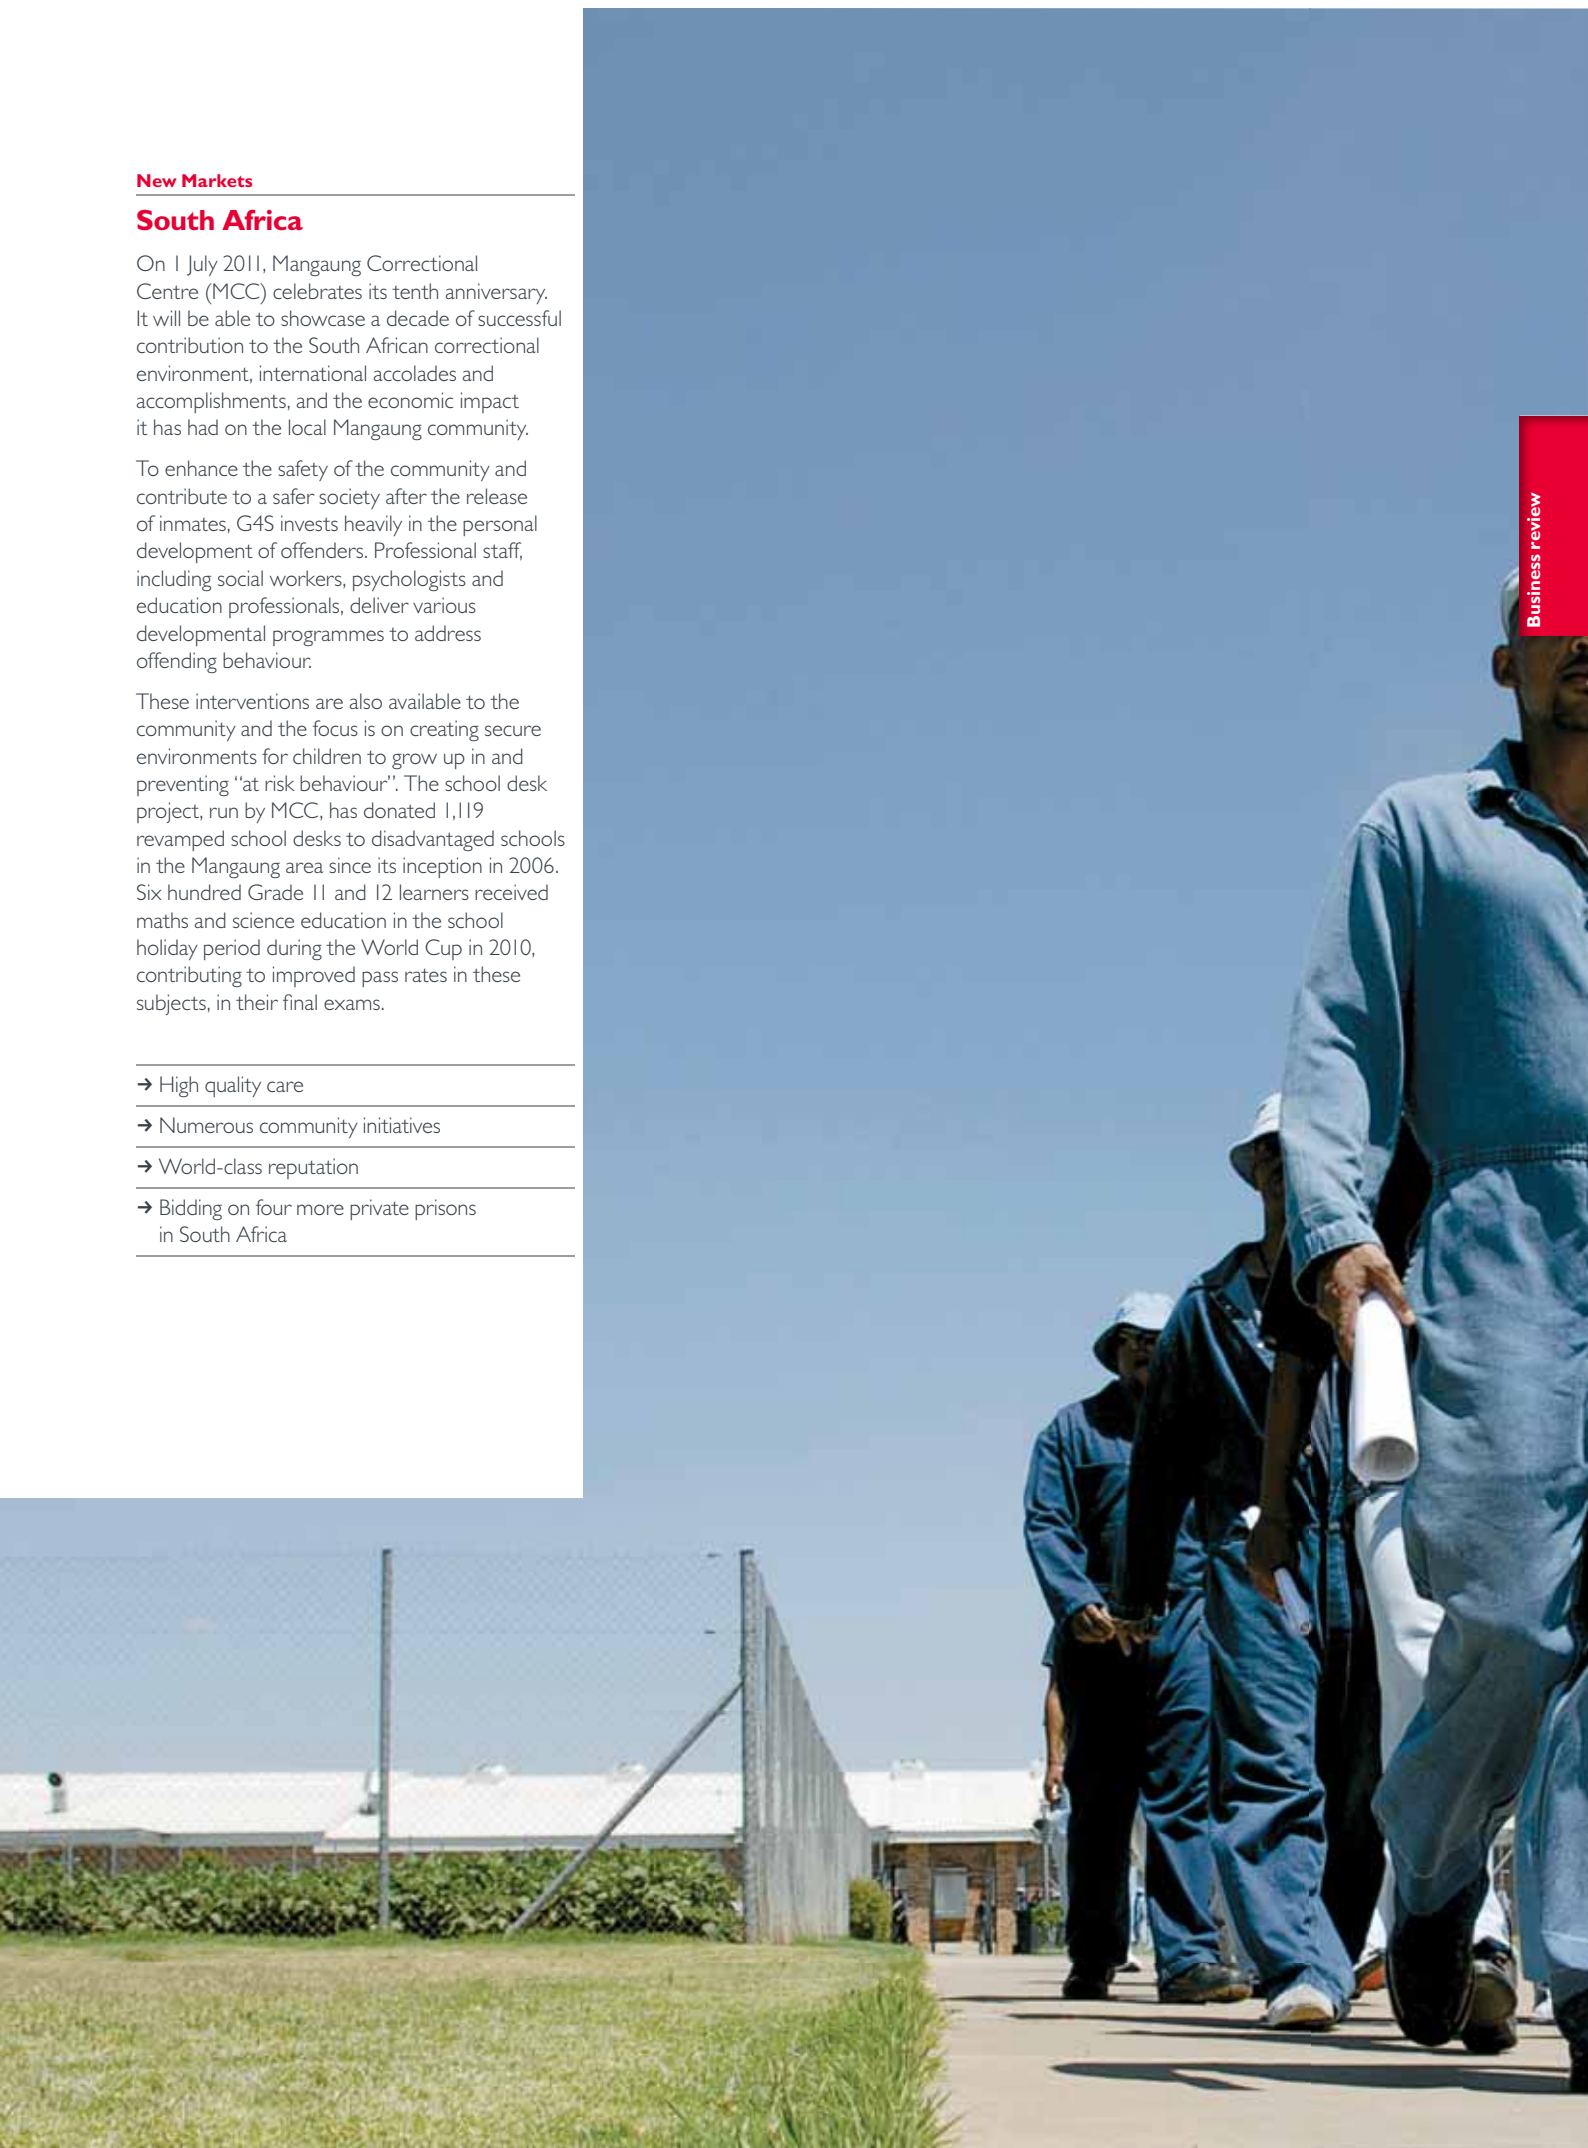 New Markets
South Africa
On 1 July 2011, Mangaung Correctional
Centre (MCC) celebrates its tenth anniversary.
It will be able to showcase a decade of successful
contribution to the South African correctional
environment, international accolades and
accomplishments, and the economic impact
it has had on the local Mangaung community.
To enhance the safety of the community and
contribute to a safer society after the release
of inmates, G4S invests heavily in the personal
development of offenders. Professional staff,
including social workers, psychologists and
education professionals, deliver various
developmental programmes to address
offending behaviour.
These interventions are also available to the
community and the focus is on creating secure
environments for children to grow up in and
preventing “at risk behaviour”. The school desk
project, run by MCC, has donated 1,119
revamped school desks to disadvantaged schools
in the Mangaung area since its inception in 2006.
Six hundred Grade 11 and 12 learners received
maths and science education in the school
holiday period during the World Cup in 2010,
contributing to improved pass rates in these
subjects, in their final exams.
→ High quality care
→ Numerous community initiatives
→ World-class reputation
→ Bidding on four more private prisons
in South Africa
Business review